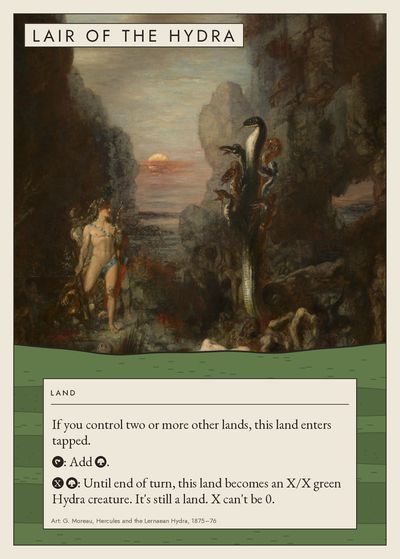 LAIR OF THE HYDRA
LAND
If you control two or more other lands, this land enters
tapped.
: Add .
X : Until end of turn, this land becomes an X/X green
Hydra creature. It's still a land. X can't be 0.
Art: G. Moreau, Hercules and the Lernaean Hydra, 1875–76